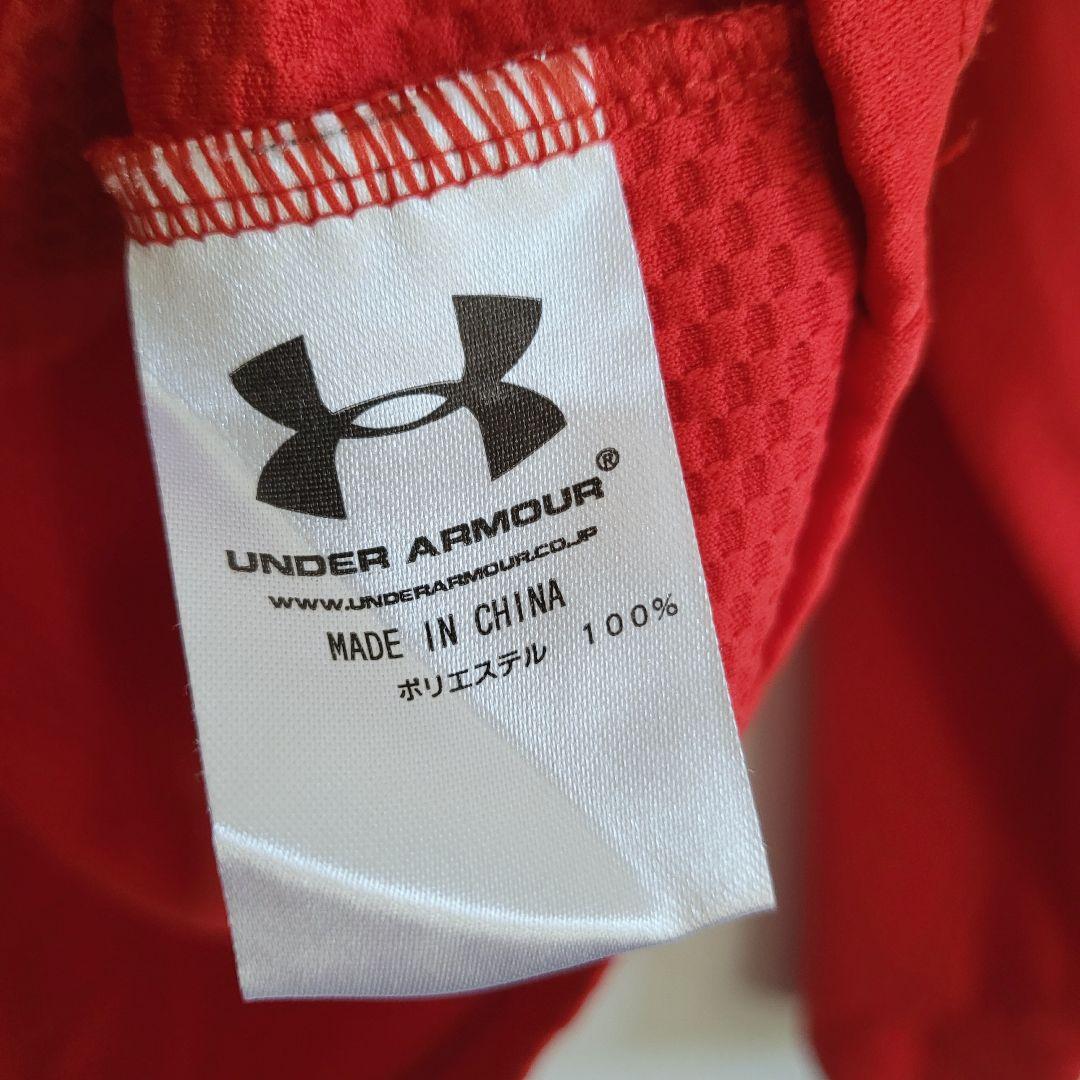 UNDER ARMOUR®
WWW.UNDERARMOUR.CO.JP
MADE IN CHINA
ポリエステル 100%